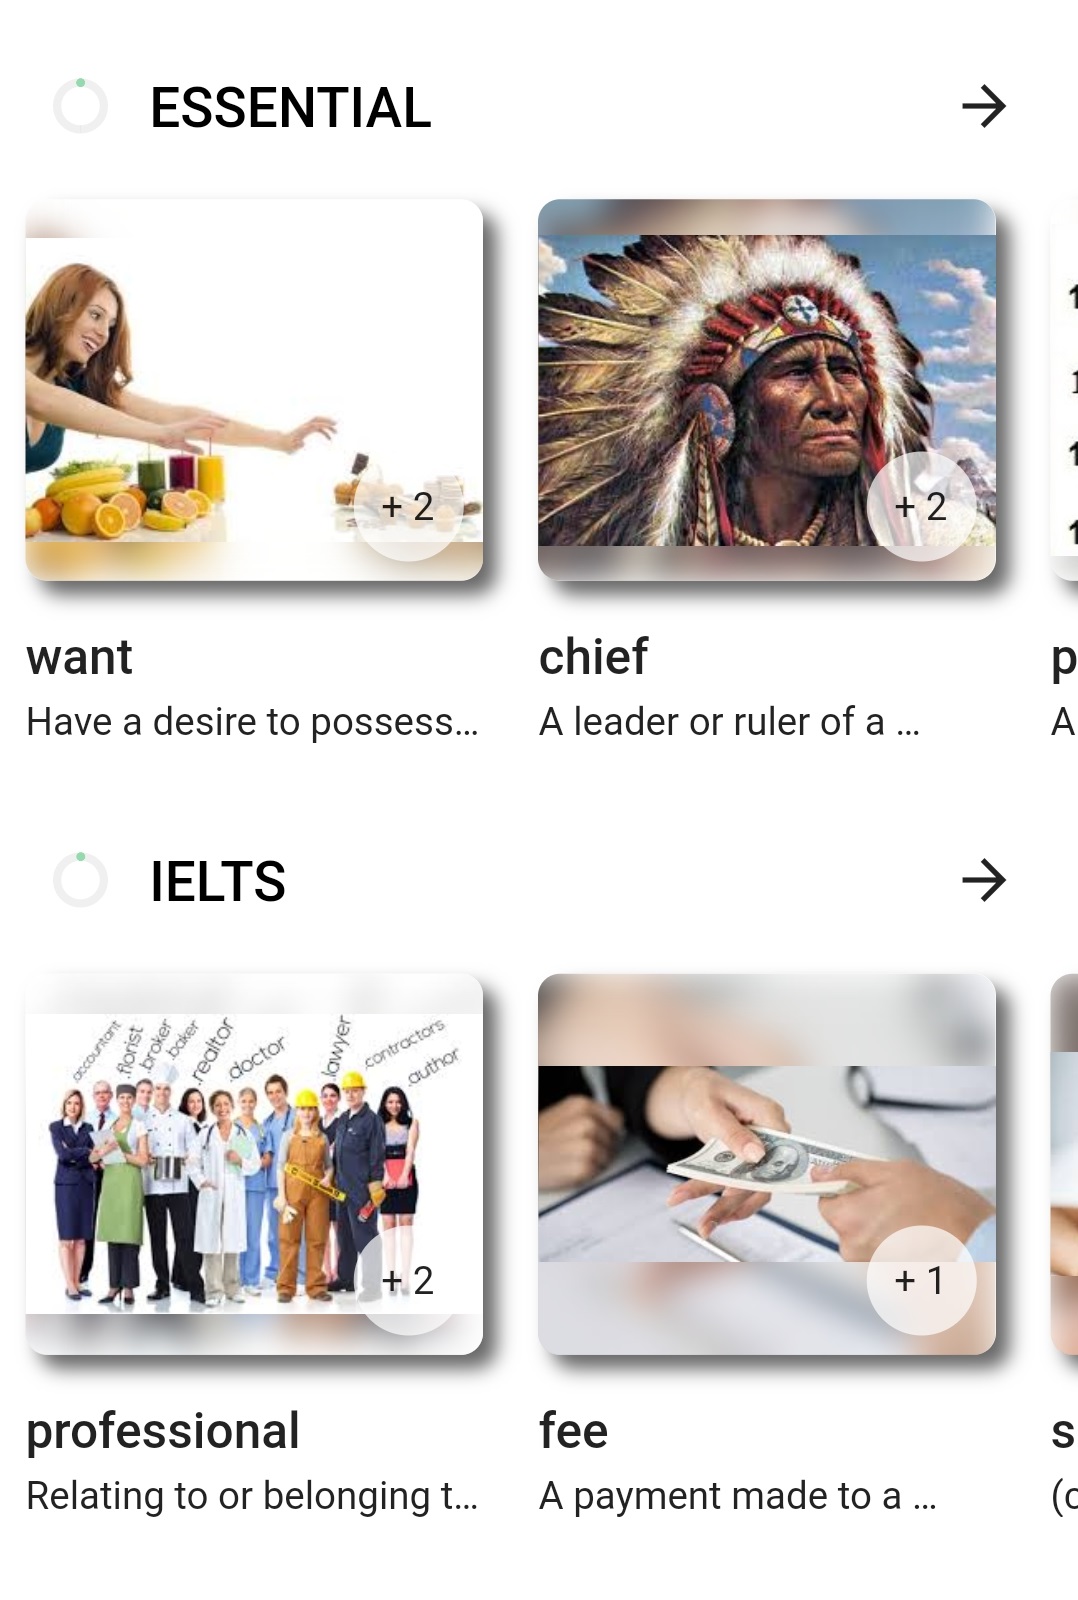 ESSENTIAL
+ 2
+ 2
want
chief
p
Have a desire to possess...
A leader or ruler of a ...
A
IELTS
accountant
florist
broker
baker
realtor
doctor
lawyer
contractors
author
+ 2
+ 1
professional
fee
s
Relating to or belonging t...
A payment made to a ...